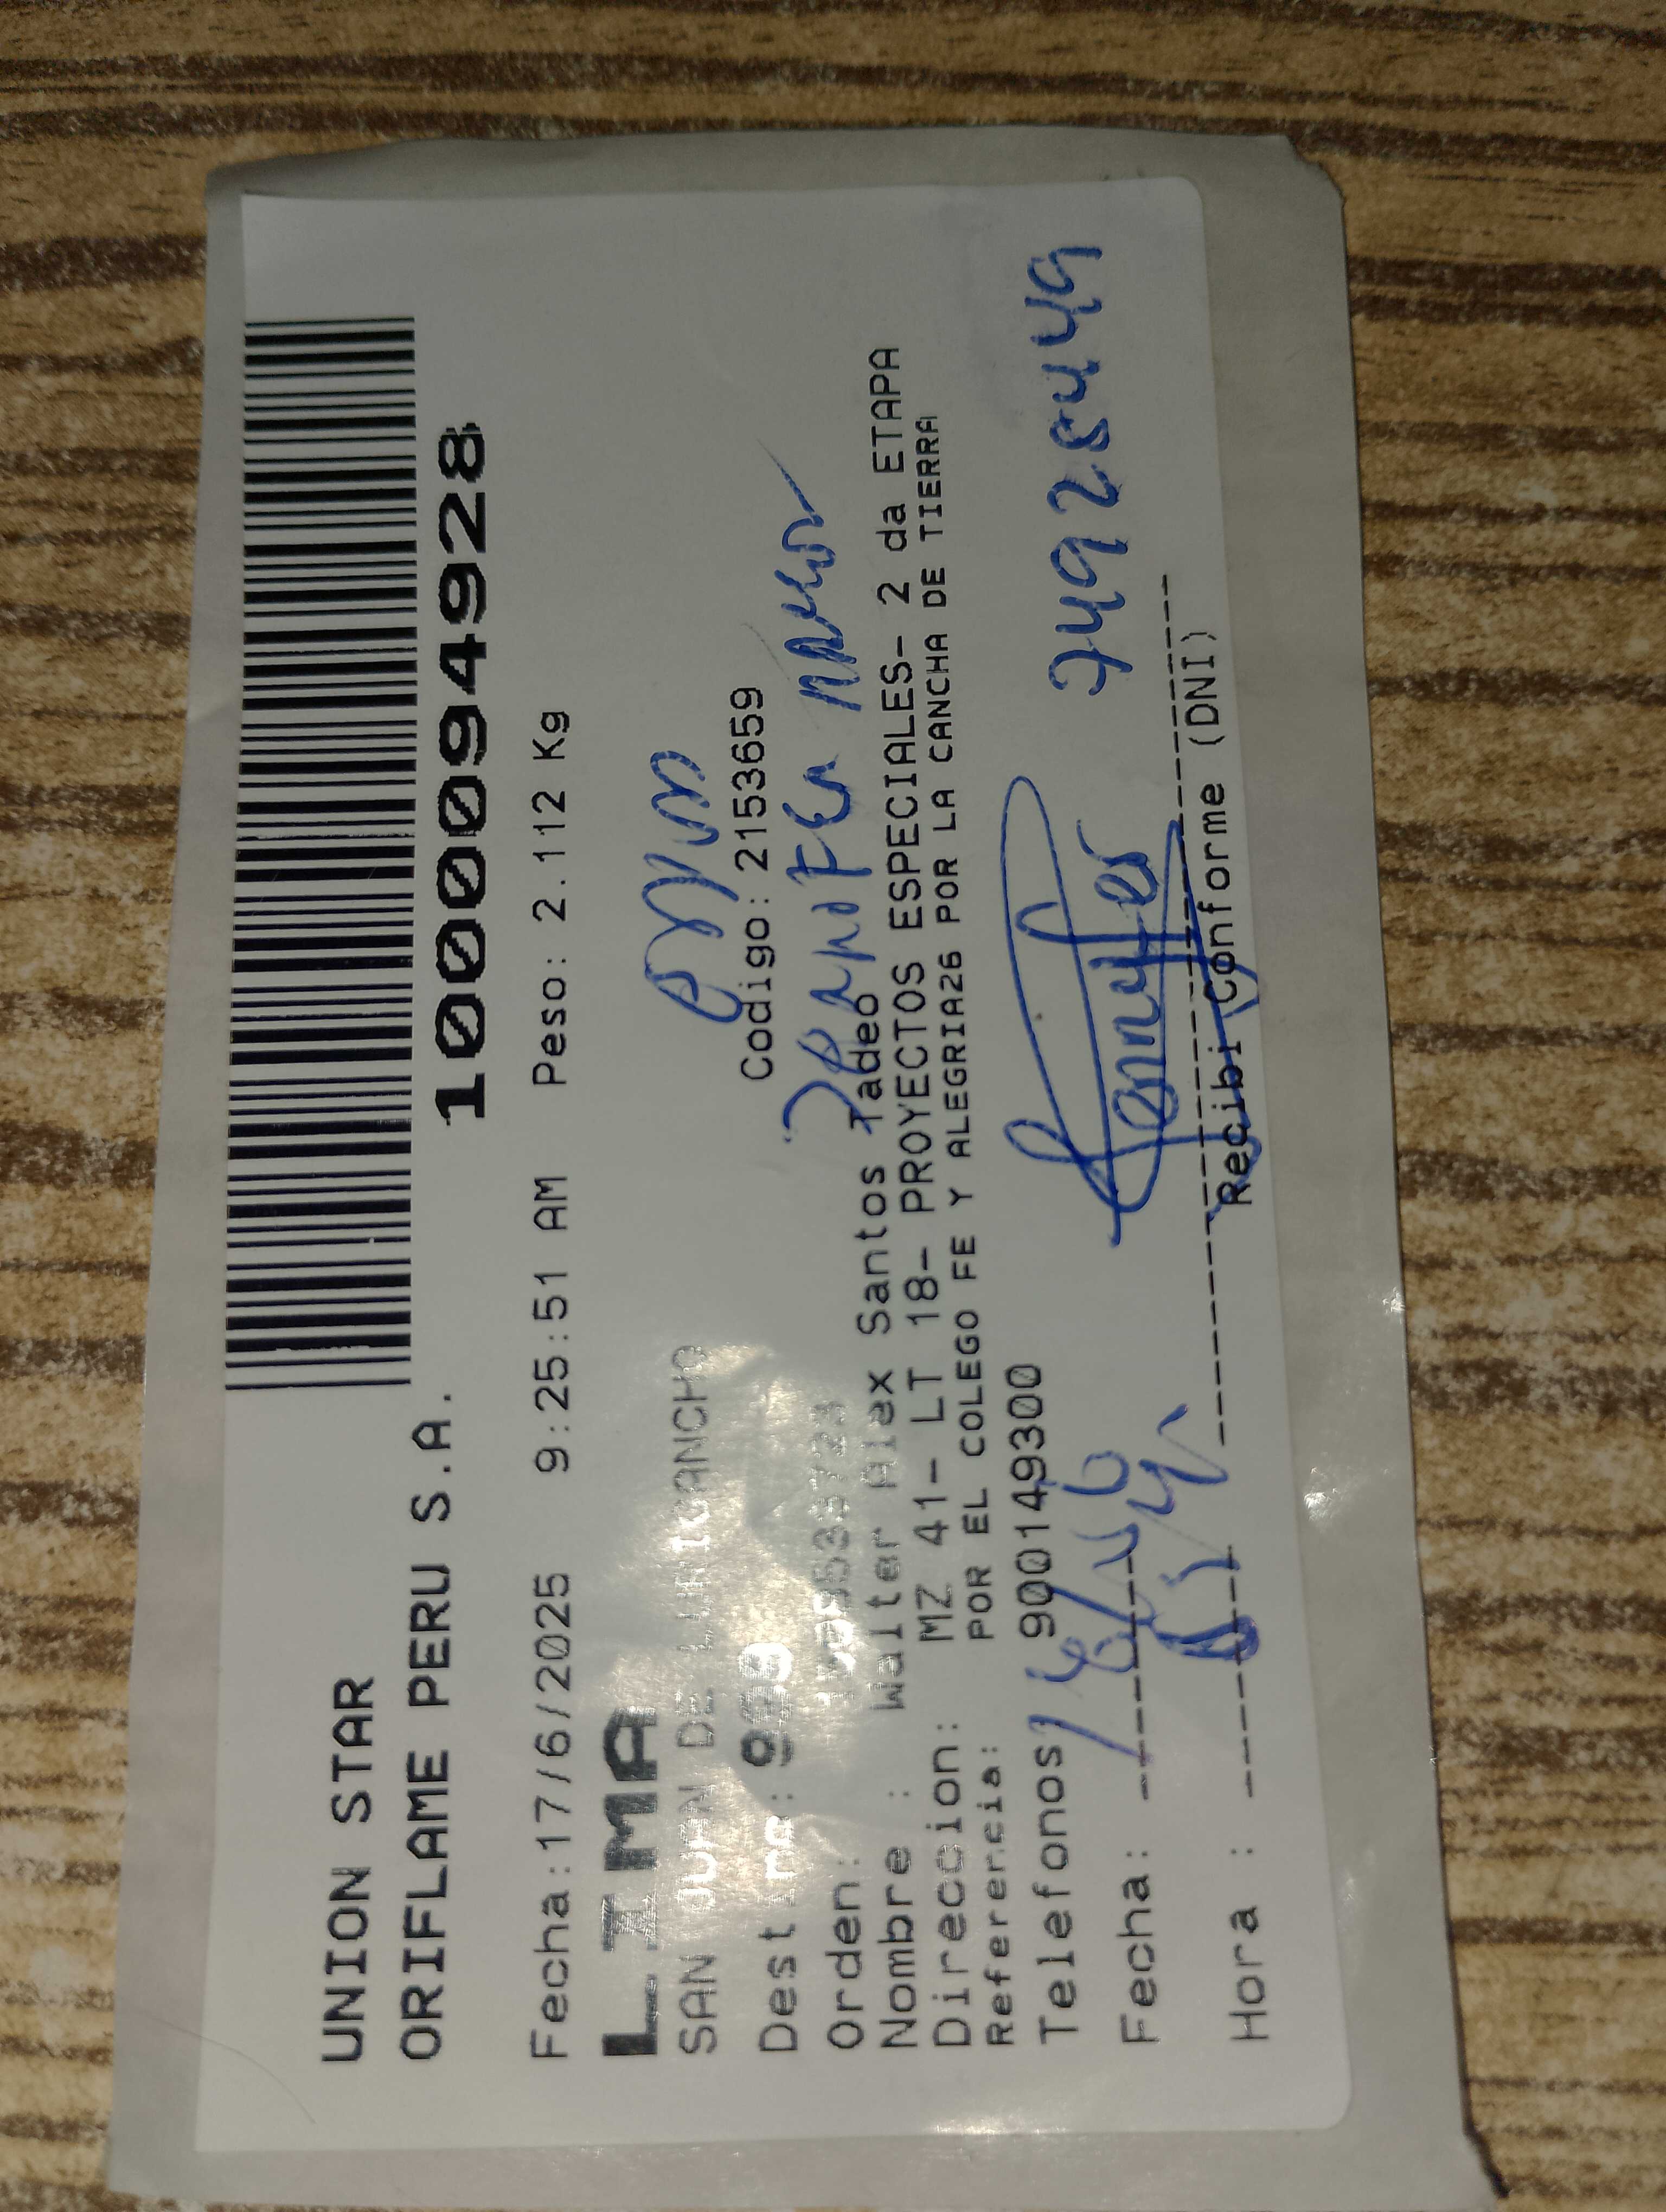 UNION STAR
ORIFLAME PERU S.A.
1000094928
Fecha:17/6/2025 9:25:51 AM Peso: 2.112 Kg
LIMA
SAN JUAN DE LURIGANCHO
Destino:
Codigo: 2153659
Orden:
Nombre : Walter Alex Santos Tadeo
Direccion: MZ 41- LT 18- PROYECTOS ESPECIALES- 2 da ETAPA
Referencia: POR EL COLEGO FE Y ALEGRIA26 POR LA CANCHA DE TIERRA
Telefonos 900149300
74925449
Fecha:
Hora :
Recibi Conforme (DNI)